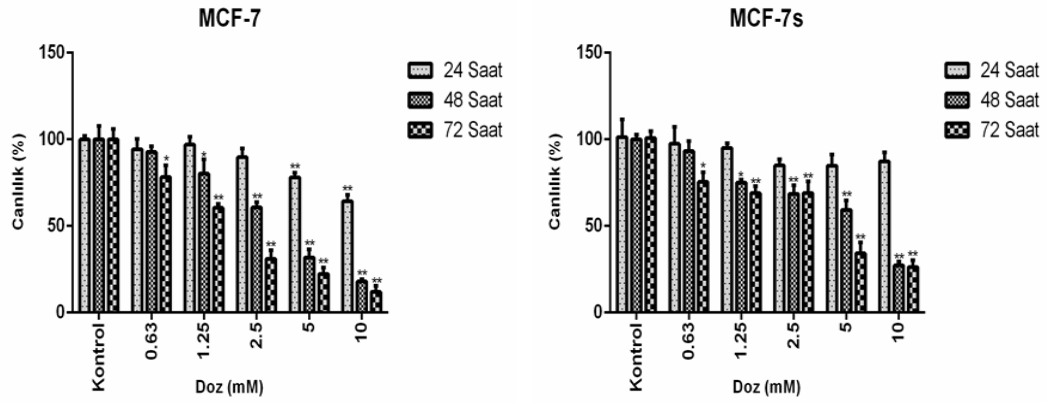 MCF-7
150
100
50
0
Canlılık (%)
*
*
**
**
**
**
**
**
**
**
**
Kontrol
0.63
1.25
2.5
5
10
Doz (mM)
24 Saat
48 Saat
72 Saat
MCF-7s
150
100
50
0
Canlılık (%)
*
*
**
**
**
**
**
**
**
Kontrol
0.63
1.25
2.5
5
10
Doz (mM)
24 Saat
48 Saat
72 Saat